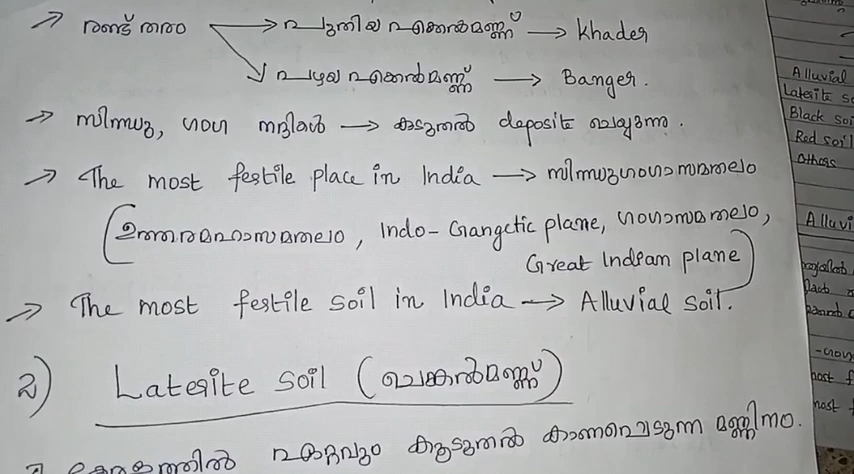 → രണ്ട് തരം → പുതിയ എക്കൽമണ്ണ് → Khader
→ പഴയ എക്കൽമണ്ണ് → Banger.
→ സിന്ധു, ഗംഗ നദികൾ → കൂടുതൽ deposite ചെയ്യുന്നു.
→ The most fertile place in India → സിന്ധുഗംഗാസമതലം
(ഉത്തരമഹാസമതലം, Indo-Gangetic plane, ഗംഗാസമതലം,
Great Indian plane)
→ The most fertile soil in India → Alluvial soil.
2) Laterite soil (ചെങ്കൽമണ്ണ്)
കേരളത്തിൽ ഏറ്റവും കൂടുതൽ കാണപ്പെടുന്ന മണ്ണിനം.
Alluvial
Laterite so
Black soi
Red soil
Others
Alluvi